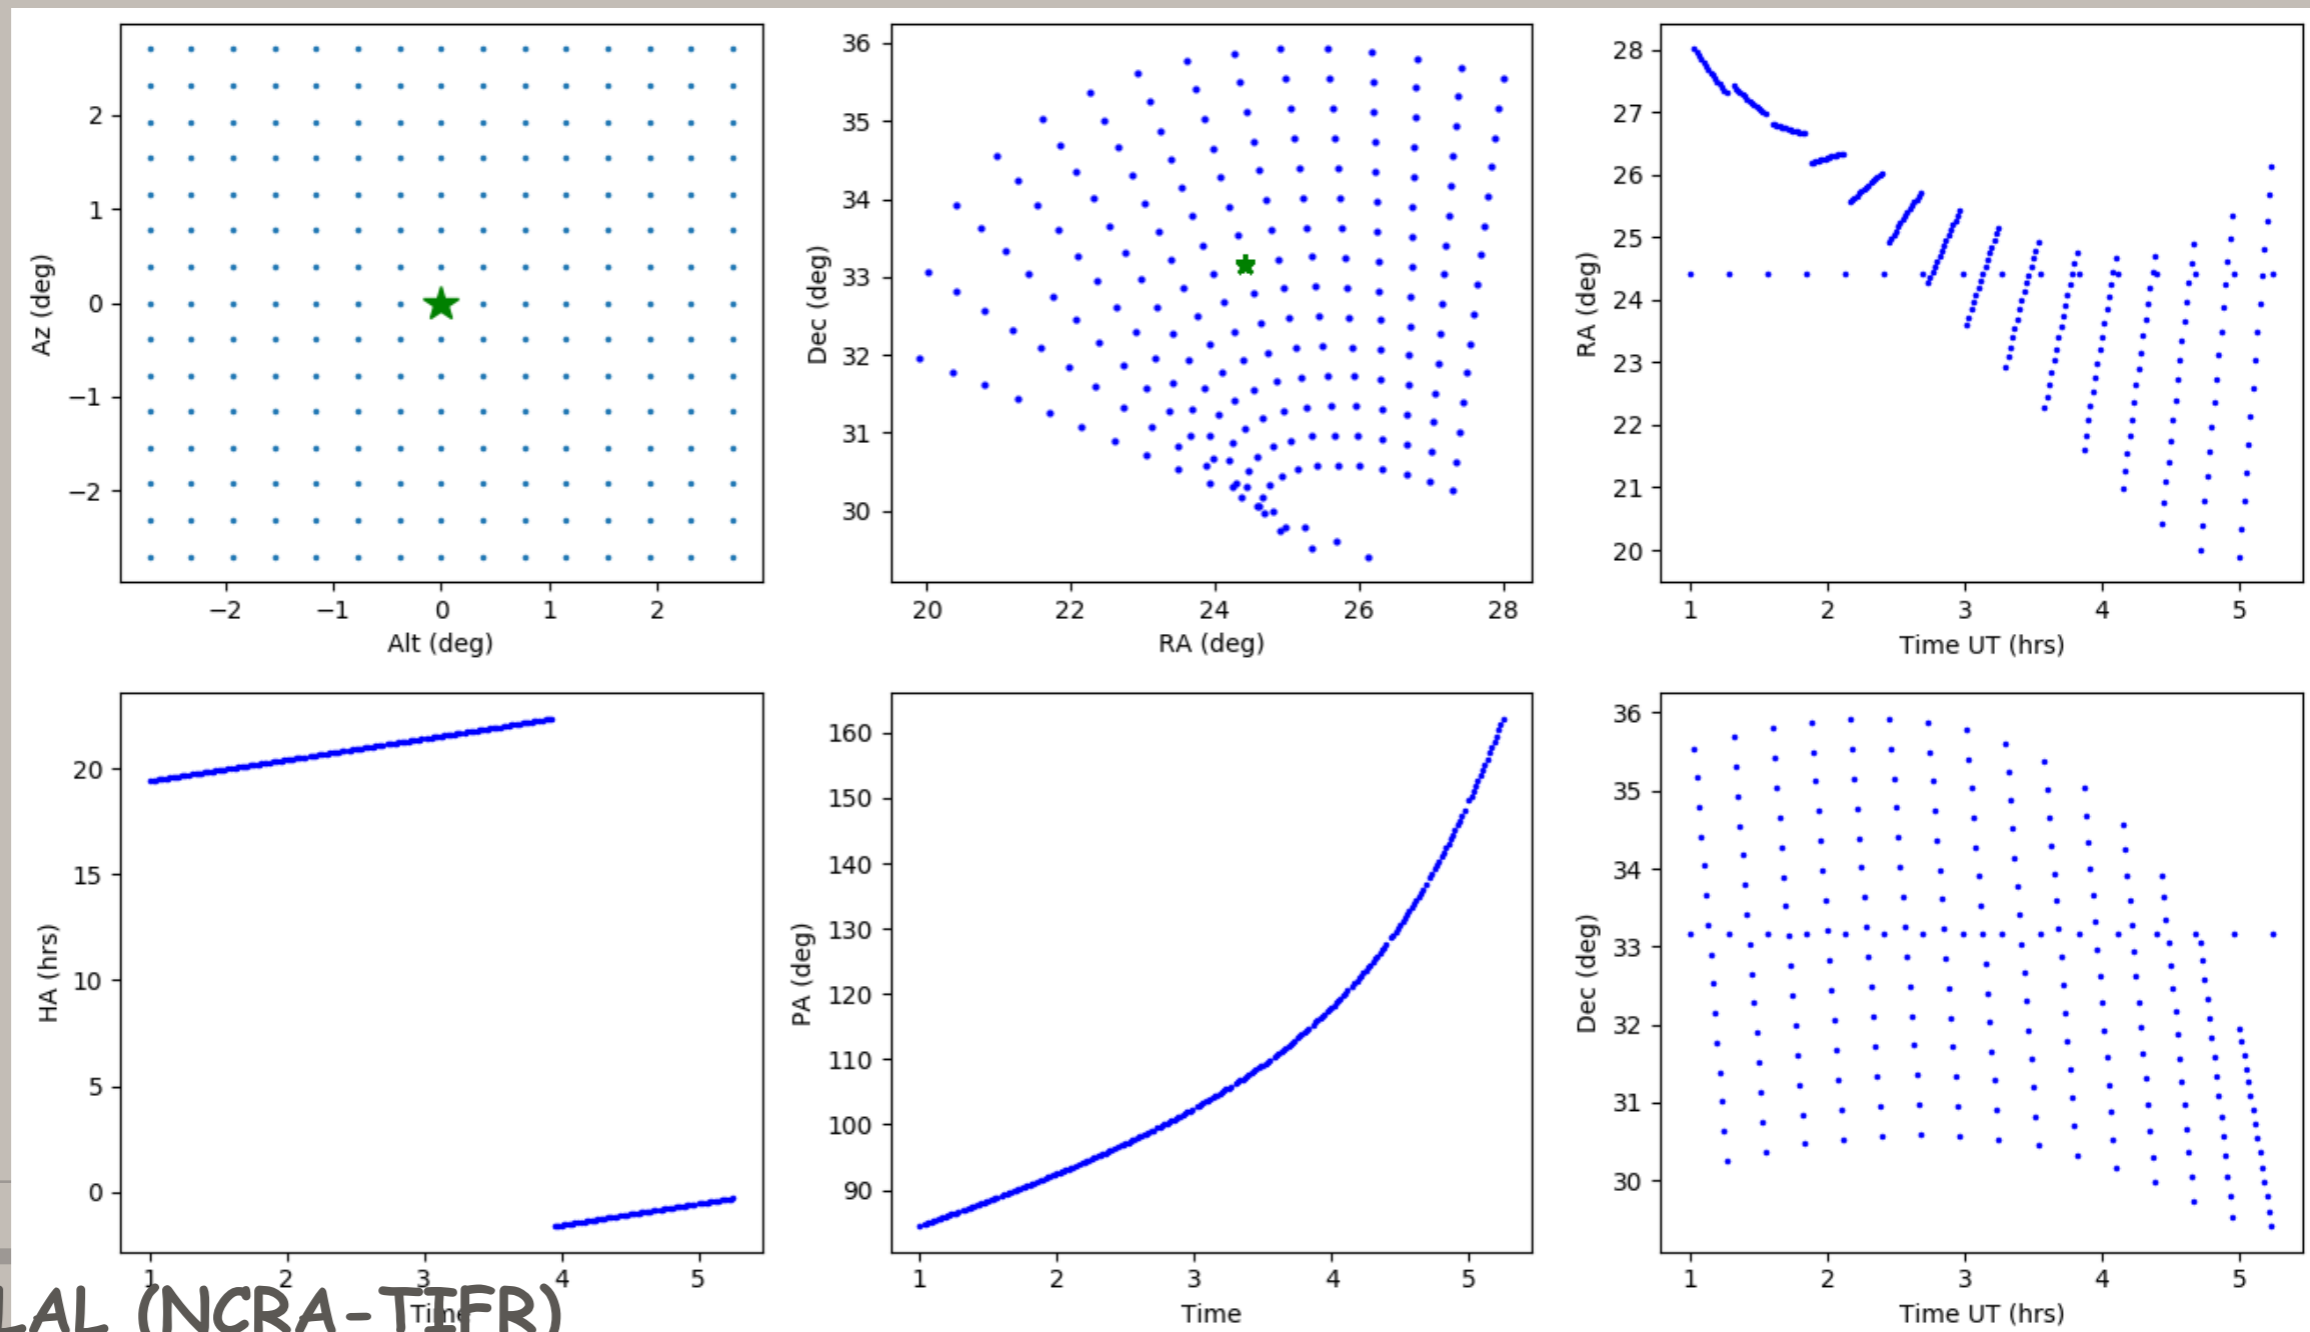 2
1
0
−1
−2
Az (deg)
−2 −1 0 1 2
Alt (deg)
36
35
34
33
32
31
30
Dec (deg)
20 22 24 26 28
RA (deg)
28
27
26
25
24
23
22
21
20
RA (deg)
1 2 3 4 5
Time UT (hrs)
20
15
10
5
0
HA (hrs)
1 2 3 4 5
Time
160
150
140
130
120
110
100
90
PA (deg)
1 2 3 4 5
Time
36
35
34
33
32
31
30
Dec (deg)
1 2 3 4 5
Time UT (hrs)
LAL (NCRA-TIFR)